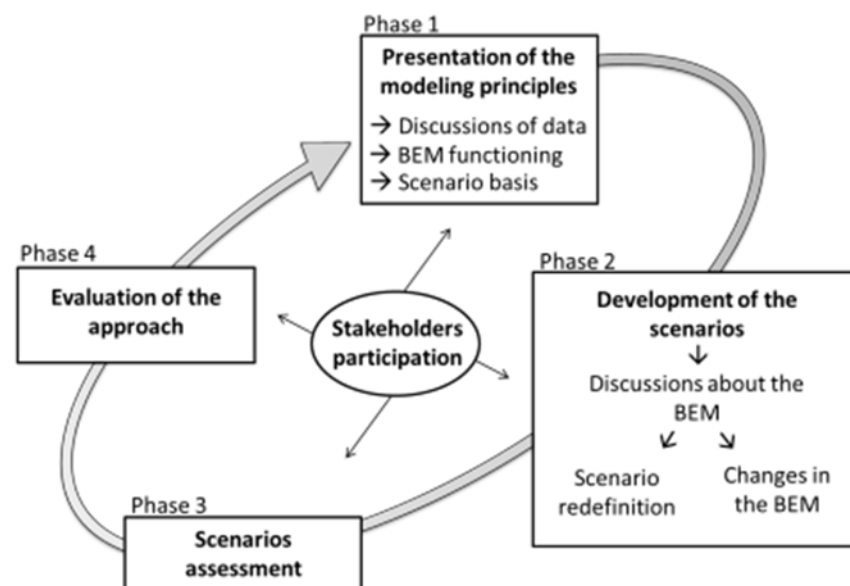 Phase 1
Presentation of the
modeling principles
→ Discussions of data
→ BEM functioning
→ Scenario basis
Phase 2
Development of the
scenarios
Discussions about the
BEM
Scenario
redefinition
Changes in
the BEM
Stakeholders
participation
Phase 3
Scenarios
assessment
Phase 4
Evaluation of the
approach